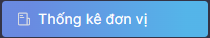 Thống kê đơn vị